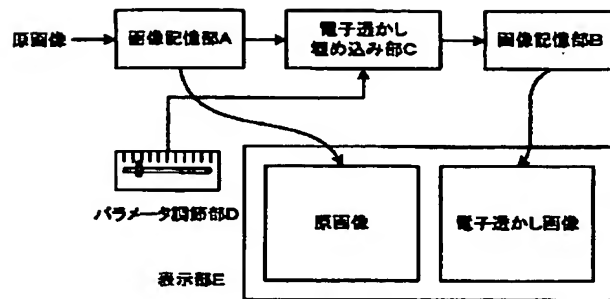 原画像
画像記憶部A
電子透かし
埋め込み部C
画像記憶部B
パラメータ調節部D
原画像
電子透かし画像
表示部E